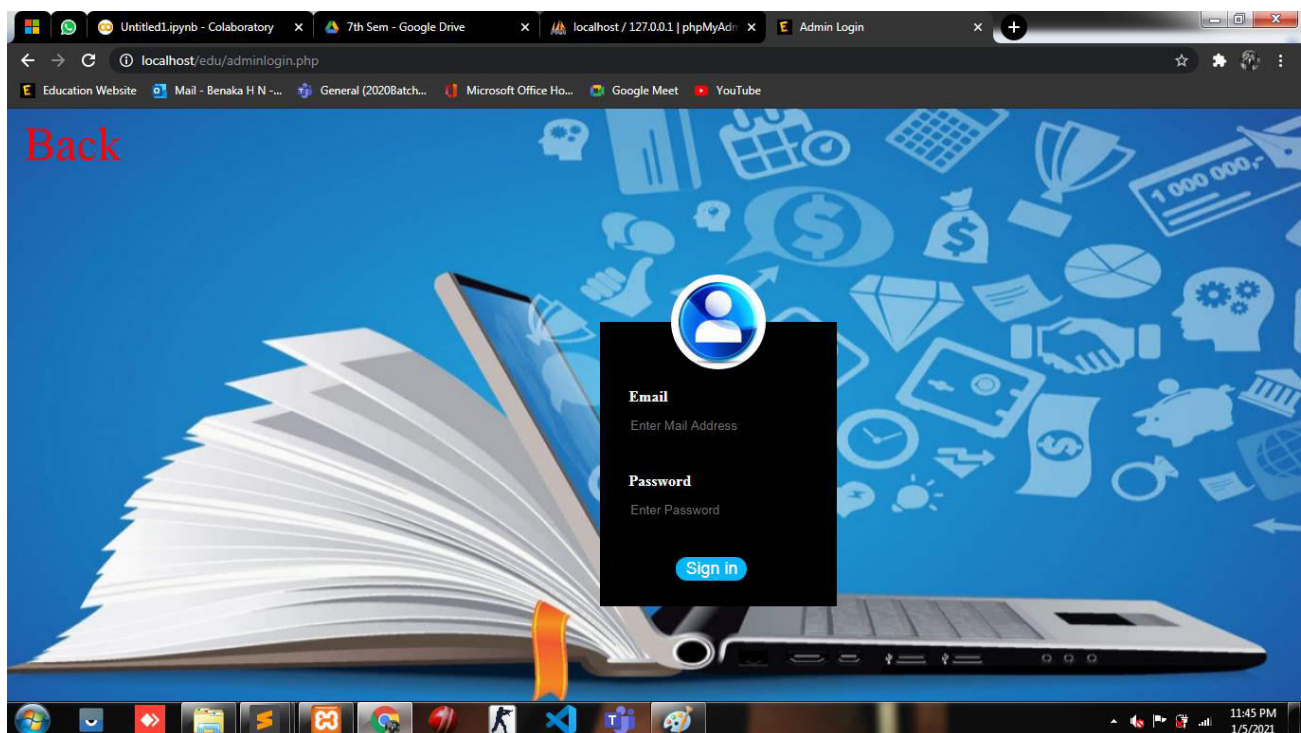 Untitled1.ipynb - Colaboratory
7th Sem - Google Drive
localhost / 127.0.0.1 | phpMyAdm
Admin Login
localhost/edu/adminlogin.php
Education Website
Mail - Benaka H N -...
General (2020Batch...
Microsoft Office Ho...
Google Meet
YouTube
Back
1 000 000,-
Email
Enter Mail Address
Password
Enter Password
Sign in
11:45 PM
1/5/2021